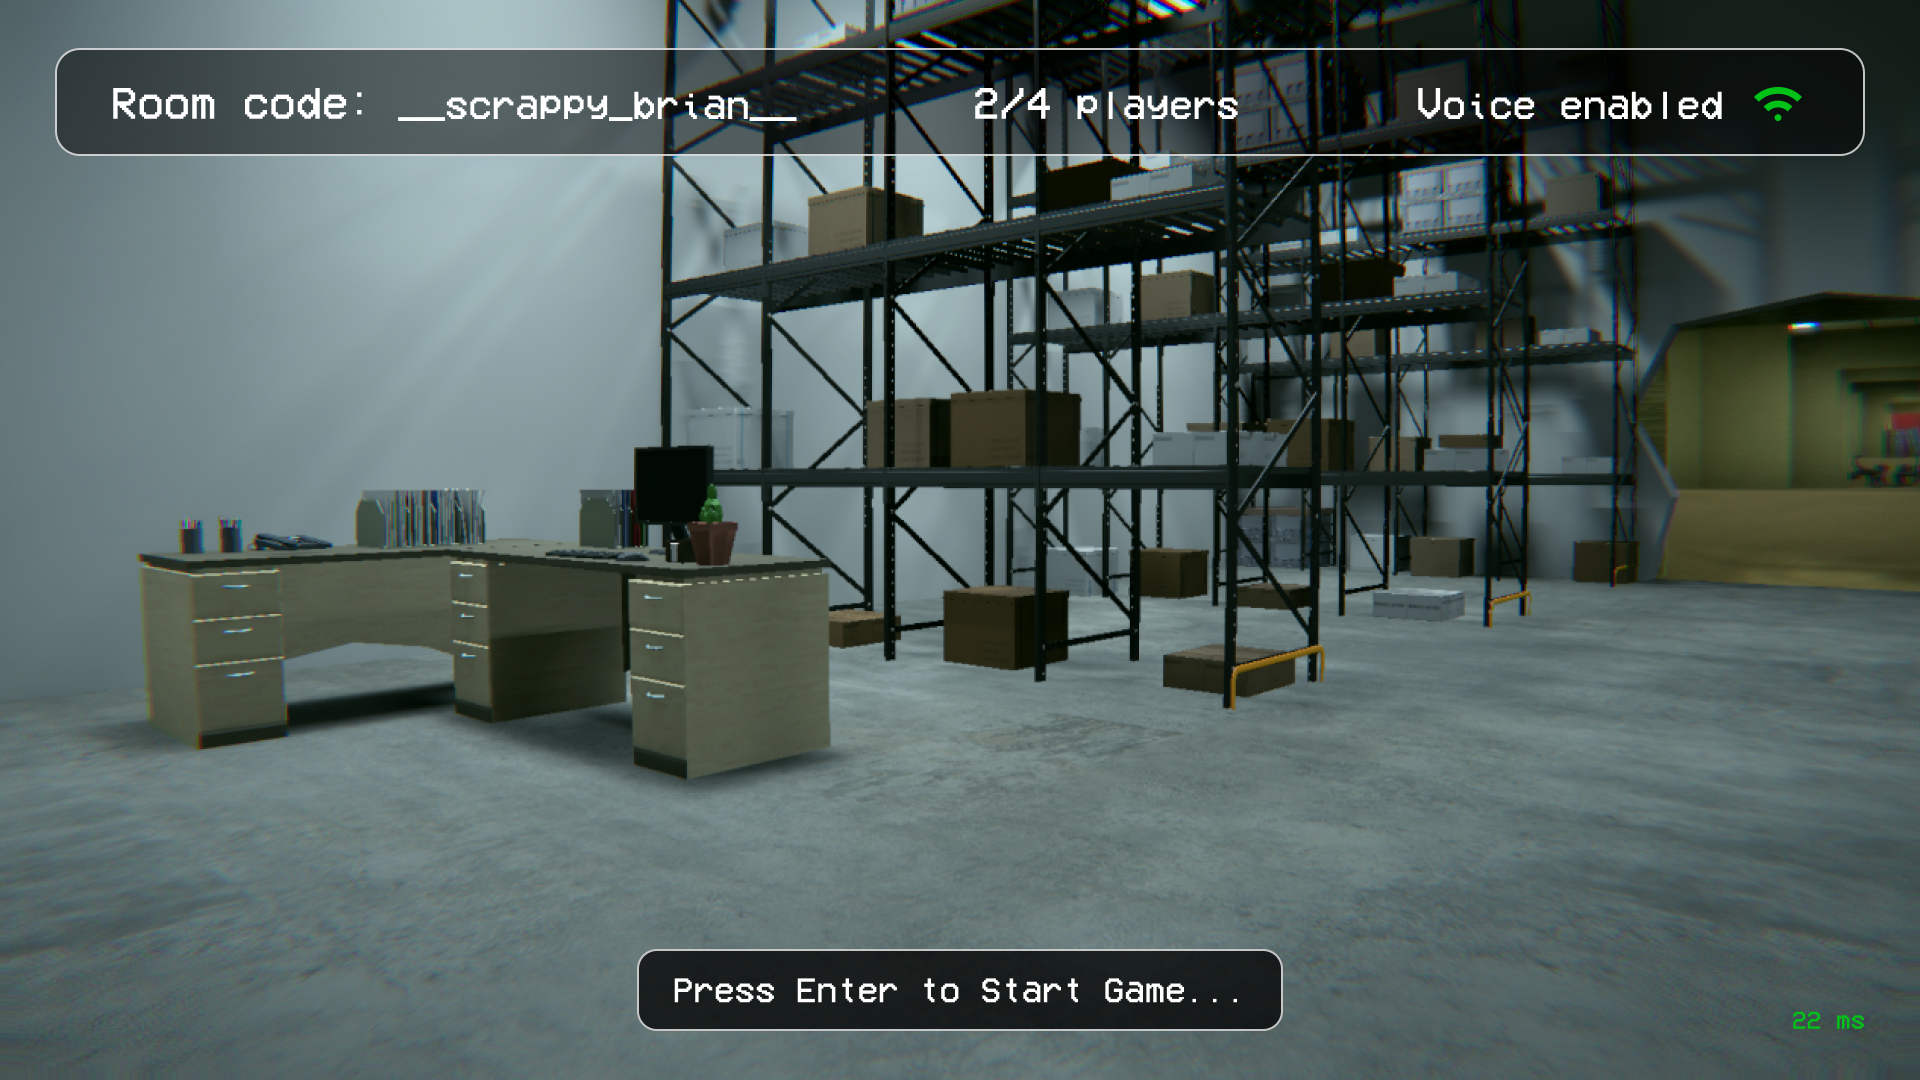 Room code: __scrappy_brian__ 2/4 players Voice enabled
Press Enter to Start Game...
22 ms